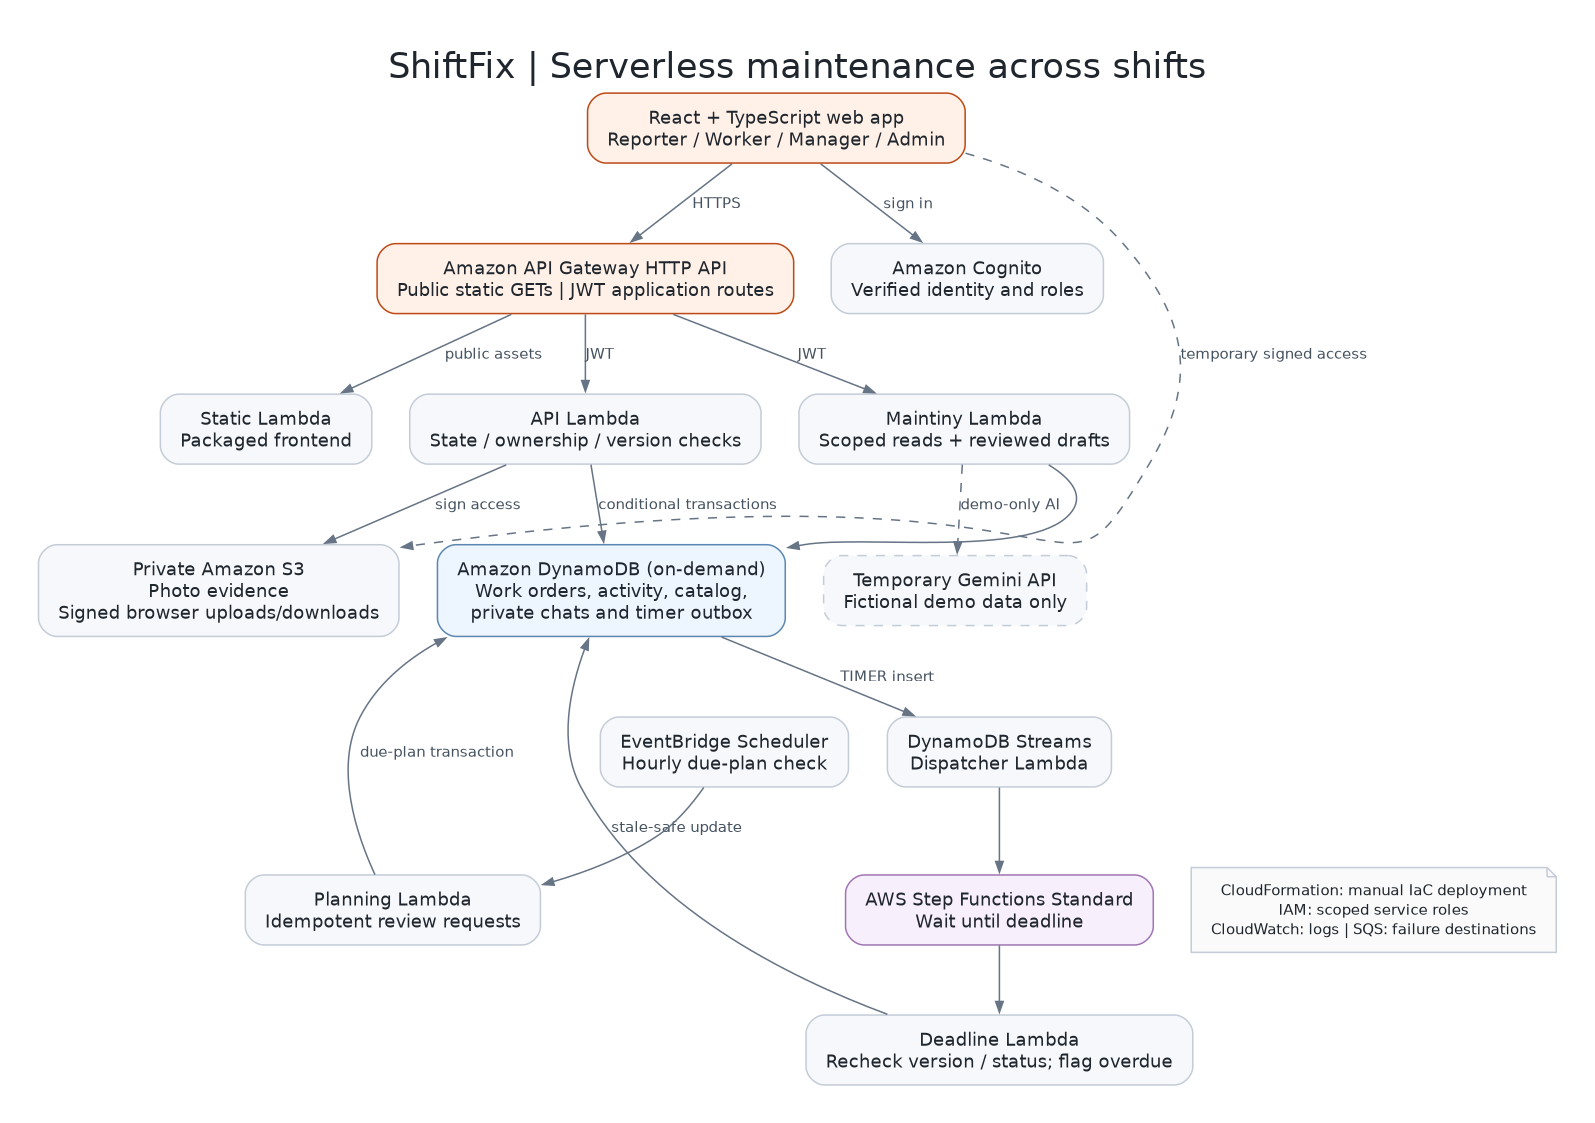 ShiftFix | Serverless maintenance across shifts
React + TypeScript web app
Reporter / Worker / Manager / Admin
HTTPS
sign in
Amazon API Gateway HTTP API
Public static GETs | JWT application routes
Amazon Cognito
Verified identity and roles
public assets
JWT
JWT
temporary signed access
Static Lambda
Packaged frontend
API Lambda
State / ownership / version checks
Maintiny Lambda
Scoped reads + reviewed drafts
sign access
conditional transactions
demo-only AI
Private Amazon S3
Photo evidence
Signed browser uploads/downloads
Amazon DynamoDB (on-demand)
Work orders, activity, catalog,
private chats and timer outbox
Temporary Gemini API
Fictional demo data only
TIMER insert
due-plan transaction
EventBridge Scheduler
Hourly due-plan check
DynamoDB Streams
Dispatcher Lambda
stale-safe update
Planning Lambda
Idempotent review requests
AWS Step Functions Standard
Wait until deadline
CloudFormation: manual IaC deployment
IAM: scoped service roles
CloudWatch: logs | SQS: failure destinations
Deadline Lambda
Recheck version / status; flag overdue